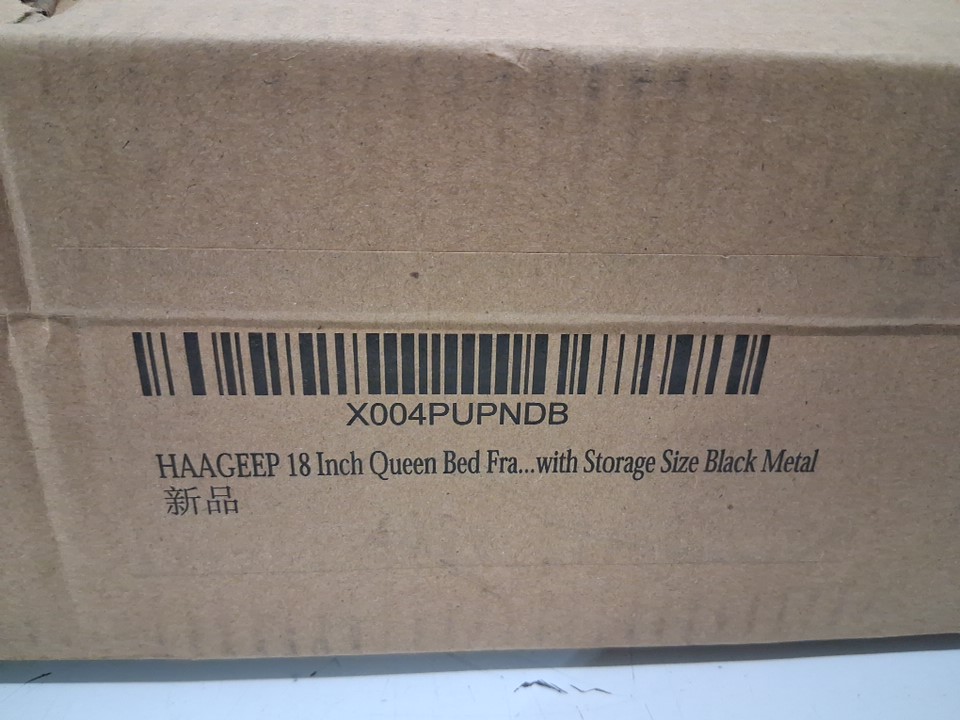 X004PUPNDB
HAAGEEP 18 Inch Queen Bed Fra...with Storage Size Black Metal
新品